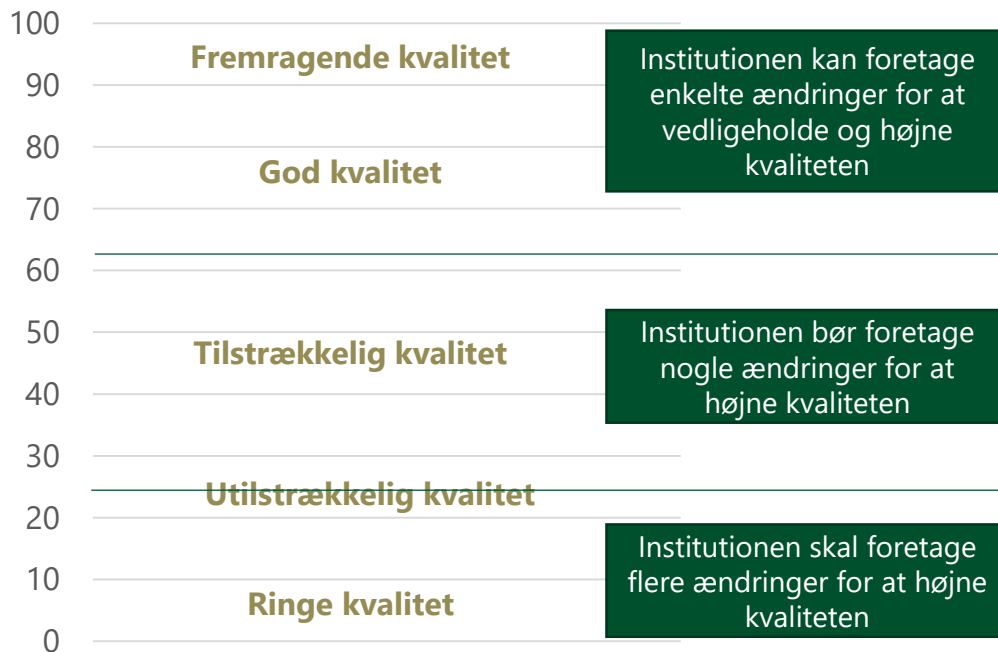 100
Fremragende kvalitet
90
80
God kvalitet
70
60
50
Tilstrækkelig kvalitet
40
30
Utilstrækkelig kvalitet
20
10
Ringe kvalitet
0
Institutionen kan foretage
enkelte ændringer for at
vedligeholde og højne
kvaliteten
Institutionen bør foretage
nogle ændringer for at
højne kvaliteten
Institutionen skal foretage
flere ændringer for at højne
kvaliteten